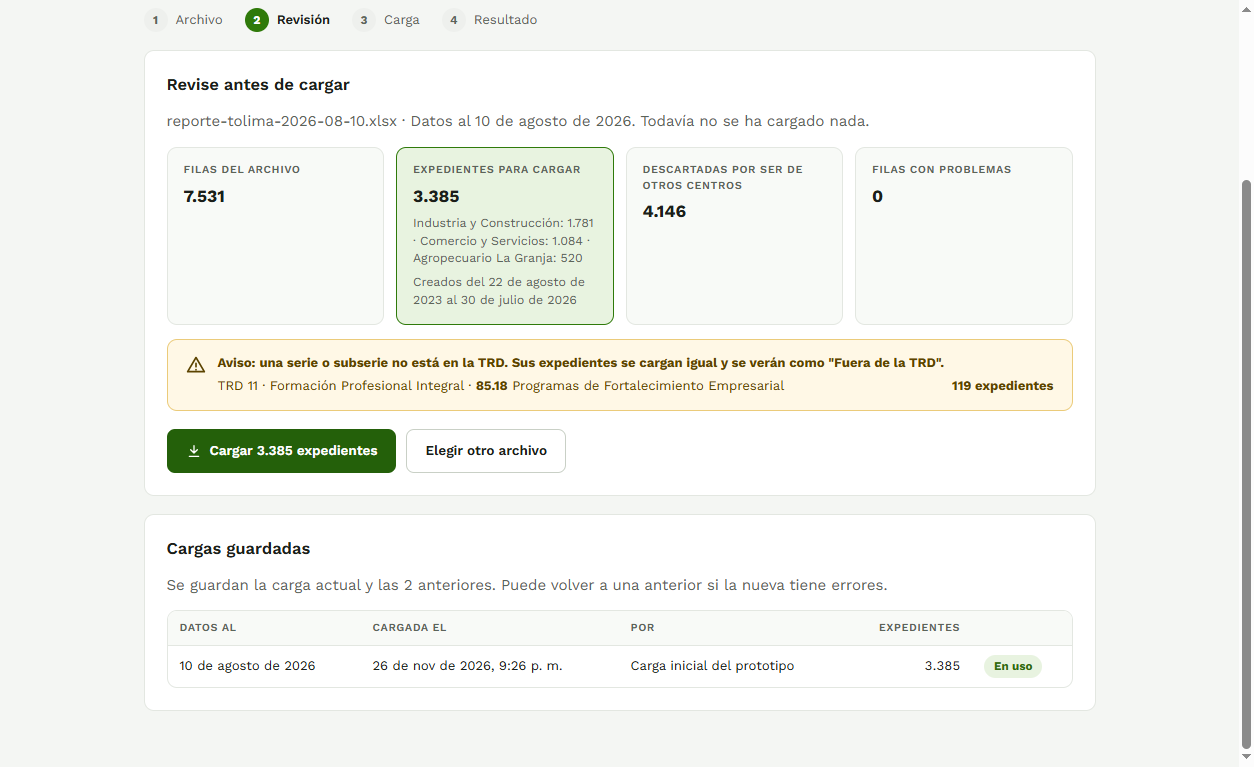 1 Archivo 2 Revisión 3 Carga 4 Resultado
Revise antes de cargar
reporte-tolima-2026-08-10.xlsx · Datos al 10 de agosto de 2026. Todavía no se ha cargado nada.
FILAS DEL ARCHIVO
7.531
EXPEDIENTES PARA CARGAR
3.385
Industria y Construcción: 1.781
· Comercio y Servicios: 1.084 ·
Agropecuario La Granja: 520
Creados del 22 de agosto de
2023 al 30 de julio de 2026
DESCARTADAS POR SER DE
OTROS CENTROS
4.146
FILAS CON PROBLEMAS
0
Aviso: una serie o subserie no está en la TRD. Sus expedientes se cargan igual y se verán como "Fuera de la TRD".
TRD 11 · Formación Profesional Integral · 85.18 Programas de Fortalecimiento Empresarial 119 expedientes
Cargar 3.385 expedientes Elegir otro archivo
Cargas guardadas
Se guardan la carga actual y las 2 anteriores. Puede volver a una anterior si la nueva tiene errores.
DATOS AL CARGADA EL POR EXPEDIENTES
10 de agosto de 2026 26 de nov de 2026, 9:26 p. m. Carga inicial del prototipo 3.385 En uso